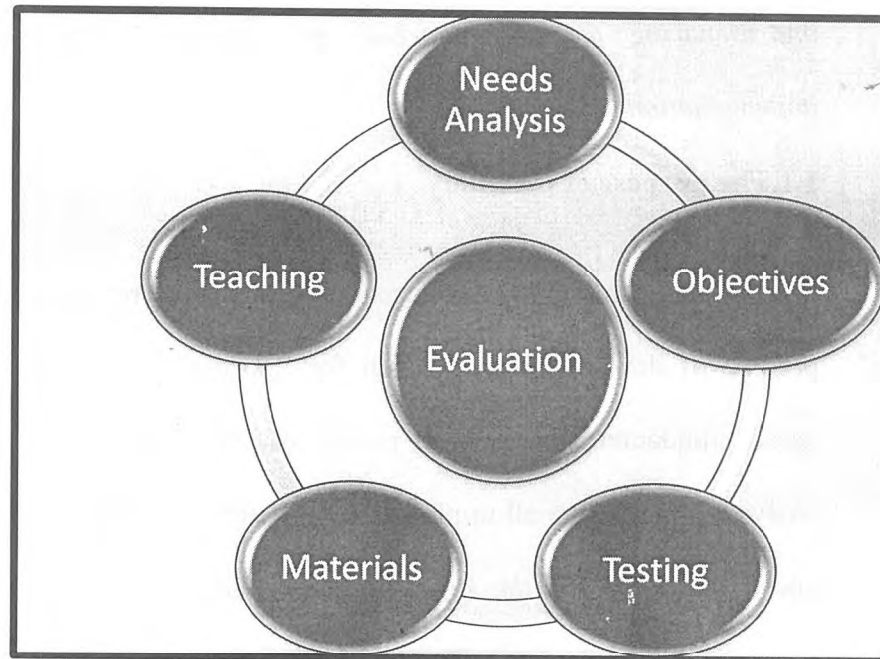 Needs
Analysis
Teaching
Objectives
Evaluation
Materials
Testing